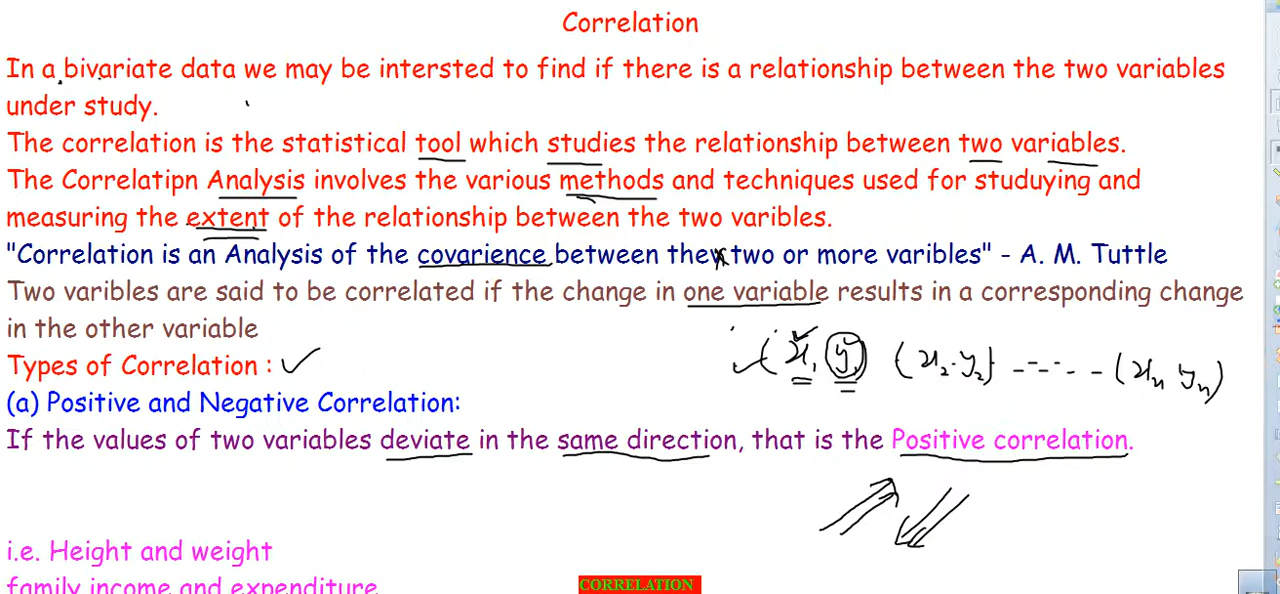 Correlation
In a bivariate data we may be intersted to find if there is a relationship between the two variables
under study.
The correlation is the statistical tool which studies the relationship between two variables.
The Correlatipn Analysis involves the various methods and techniques used for studuying and
measuring the extent of the relationship between the two varibles.
"Correlation is an Analysis of the covarience between the two or more varibles" - A. M. Tuttle
Two varibles are said to be correlated if the change in one variable results in a corresponding change
in the other variable
(x₁, y₁) (x₂, y₂) ------ (xₙ, yₙ)
Types of Correlation :
(a) Positive and Negative Correlation:
If the values of two variables deviate in the same direction, that is the Positive correlation.
i.e. Height and weight
family income and expenditure
CORRELATION